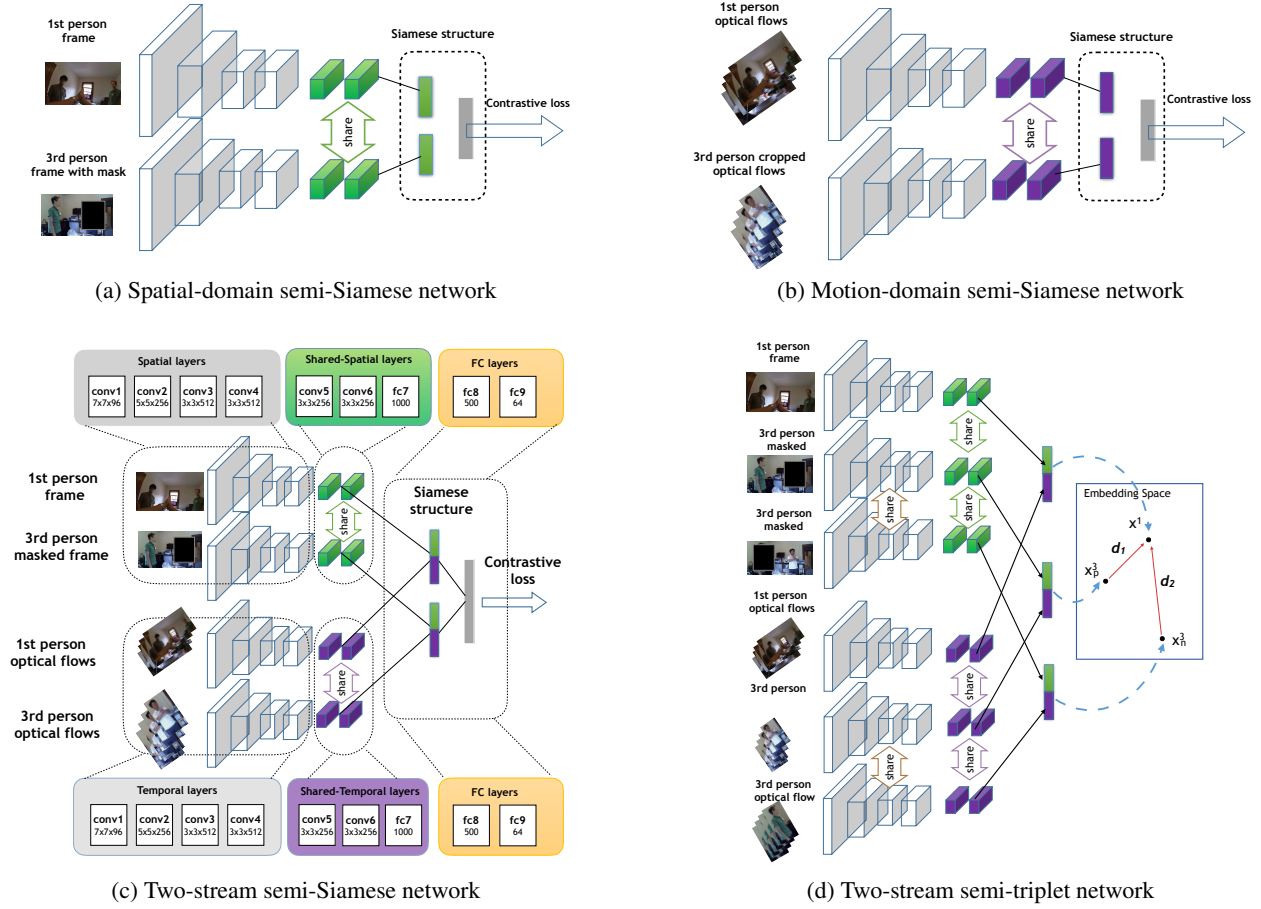 1st person
frame
3rd person
frame with mask
Siamese structure
share
Contrastive loss
(a) Spatial-domain semi-Siamese network
1st person
optical flows
3rd person cropped
optical flows
Siamese structure
share
Contrastive loss
(b) Motion-domain semi-Siamese network
Spatial layers
conv1
7x7x96
conv2
5x5x256
conv3
3x3x512
conv4
3x3x512
Shared-Spatial layers
conv5
3x3x256
conv6
3x3x256
fc7
1000
FC layers
fc8
500
fc9
64
1st person
frame
3rd person
masked frame
share
Siamese
structure
Contrastive
loss
1st person
optical flows
3rd person
optical flows
share
Temporal layers
conv1
7x7x96
conv2
5x5x256
conv3
3x3x512
conv4
3x3x512
Shared-Temporal layers
conv5
3x3x256
conv6
3x3x256
fc7
1000
FC layers
fc8
500
fc9
64
(c) Two-stream semi-Siamese network
1st person
frame
3rd person
masked
3rd person
masked
share
share
share
1st person
optical flows
3rd person
3rd person
optical flow
share
share
share
Embedding Space
x¹
d₁
x³ₚ
d₂
x³ₙ
(d) Two-stream semi-triplet network